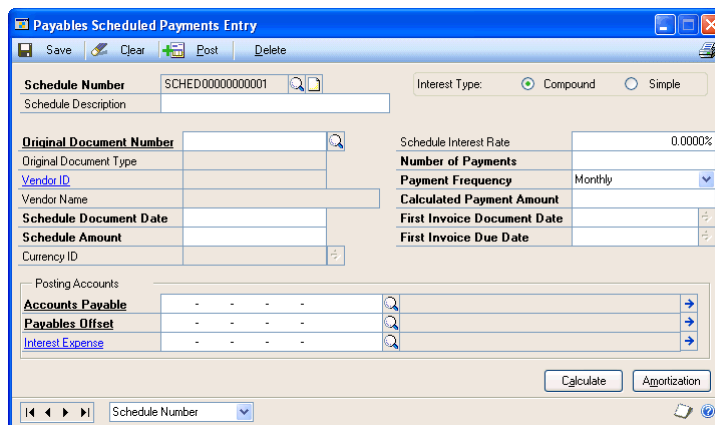 Payables Scheduled Payments Entry
Save Clear Post Delete
Schedule Number SCHED00000000001 Interest Type: Compound Simple
Schedule Description
Original Document Number Schedule Interest Rate 0.0000%
Original Document Type Number of Payments
Vendor ID Payment Frequency Monthly
Vendor Name Calculated Payment Amount
Schedule Document Date First Invoice Document Date
Schedule Amount First Invoice Due Date
Currency ID
Posting Accounts
Accounts Payable - - - -
Payables Offset - - - -
Interest Expense - - - -
Calculate Amortization
Schedule Number